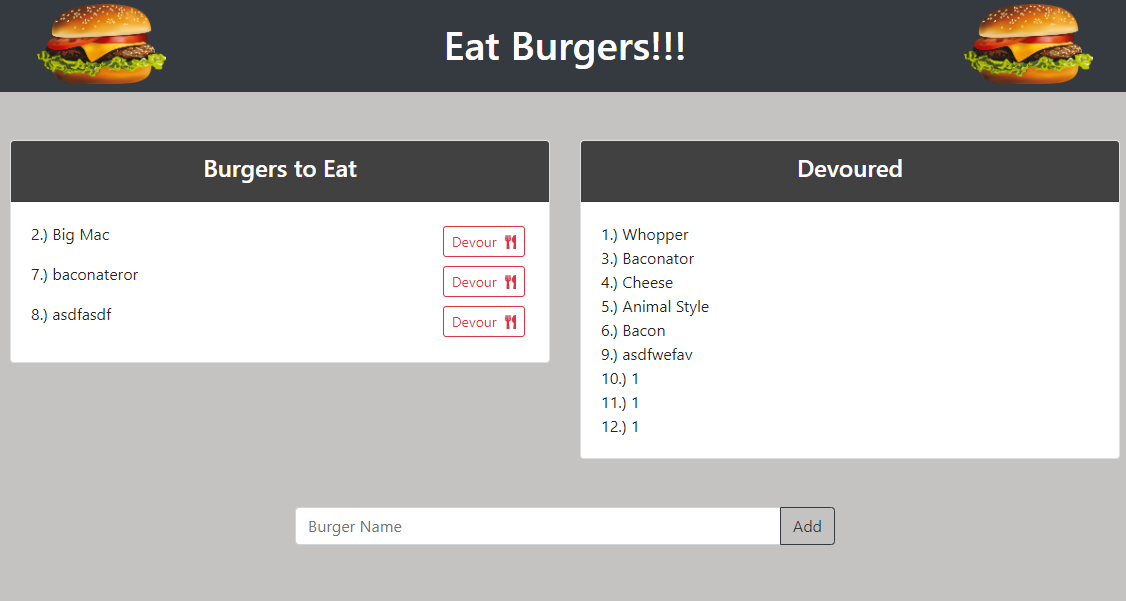 Eat Burgers!!!
Burgers to Eat
2.) Big Mac
Devour
7.) baconateror
Devour
8.) asdfasdf
Devour
Devoured
1.) Whopper
3.) Baconator
4.) Cheese
5.) Animal Style
6.) Bacon
9.) asdfwefav
10.) 1
11.) 1
12.) 1
Burger Name
Add